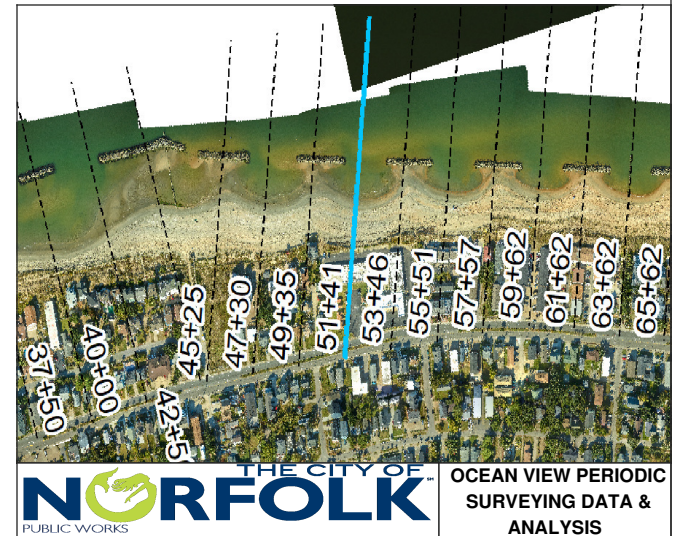 37+50
40+00
42+5
45+25
47+30
49+35
51+41
53+46
55+51
57+57
59+62
61+62
63+62
65+62
THE CITY OF
NORFOLK
PUBLIC WORKS
OCEAN VIEW PERIODIC
SURVEYING DATA &
ANALYSIS